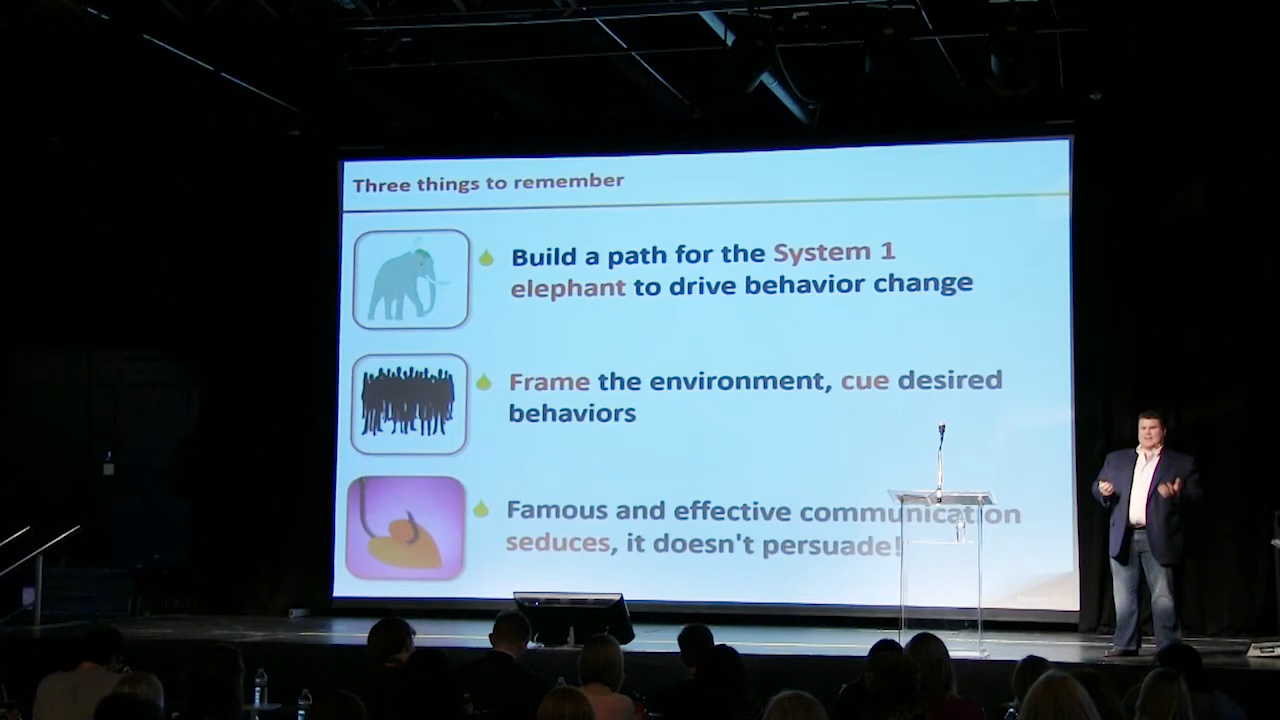 Three things to remember
Build a path for the System 1
elephant to drive behavior change
Frame the environment, cue desired
behaviors
Famous and effective communication
seduces, it doesn't persuade!